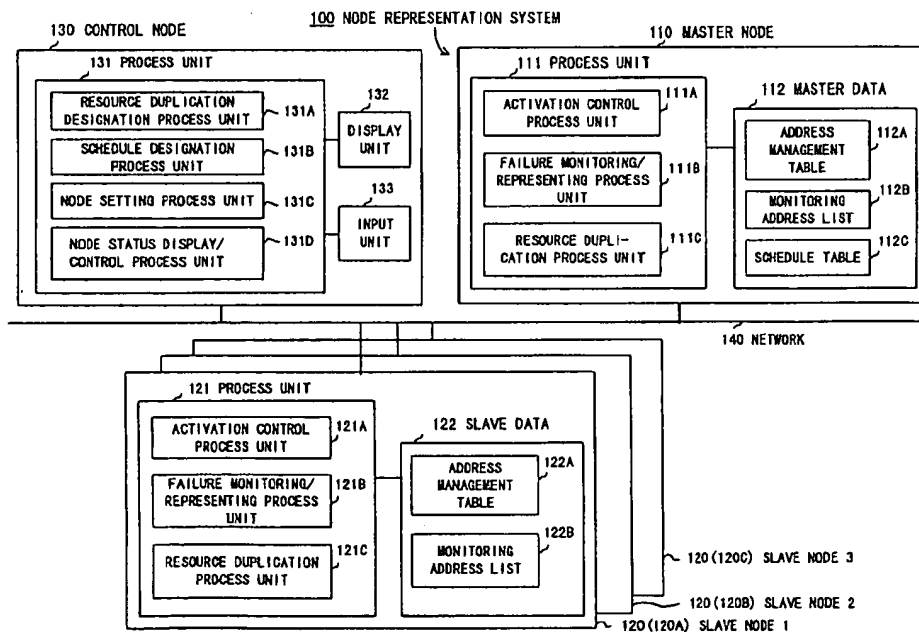 100 NODE REPRESENTATION SYSTEM
130 CONTROL NODE
131 PROCESS UNIT
RESOURCE DUPLICATION
DESIGNATION PROCESS UNIT
131A
SCHEDULE DESIGNATION
PROCESS UNIT
131B
NODE SETTING PROCESS UNIT
131C
NODE STATUS DISPLAY/
CONTROL PROCESS UNIT
131D
132
DISPLAY
UNIT
133
INPUT
UNIT
110 MASTER NODE
111 PROCESS UNIT
ACTIVATION CONTROL
PROCESS UNIT
111A
FAILURE MONITORING/
REPRESENTING PROCESS
UNIT
111B
RESOURCE DUPLI-
CATION PROCESS UNIT
111C
112 MASTER DATA
ADDRESS
MANAGEMENT
TABLE
112A
MONITORING
ADDRESS LIST
112B
SCHEDULE TABLE
112C
140 NETWORK
121 PROCESS UNIT
ACTIVATION CONTROL
PROCESS UNIT
121A
FAILURE MONITORING/
REPRESENTING PROCESS
UNIT
121B
RESOURCE DUPLICATION
PROCESS UNIT
121C
122 SLAVE DATA
ADDRESS
MANAGEMENT
TABLE
122A
MONITORING
ADDRESS LIST
122B
120(120C) SLAVE NODE 3
120(120B) SLAVE NODE 2
120(120A) SLAVE NODE 1